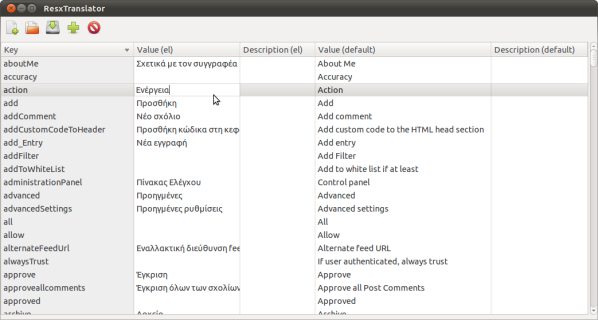 ResxTranslator
Key Value (el) Description (el) Value (default) Description (default)
aboutMe Σχετικά με τον συγγραφέα About Me
accuracy Accuracy
action Ενέργεια Action
add Προσθήκη Add
addComment Νέο σχόλιο Add comment
addCustomCodeToHeader Προσθήκη κώδικα στη κεφ Add custom code to the HTML head section
add_Entry Νέα εγγραφή Add entry
addFilter Add Filter
addToWhiteList Add to white list if at least
administrationPanel Πίνακας Ελέγκου Control panel
advanced Προηγμένες Advanced
advancedSettings Προηγμένες ρυθμίσεις Advanced settings
all All
allow Allow
alternateFeedUrl Εναλλακτική διεύθυνση fee Alternate feed URL
alwaysTrust If user authenticated, always trust
approve Έγκριση Approve
approveallcomments Έγκριση όλων των σχολίων Approve all Post Comments
approved Approved
archive Αρχείο Archive